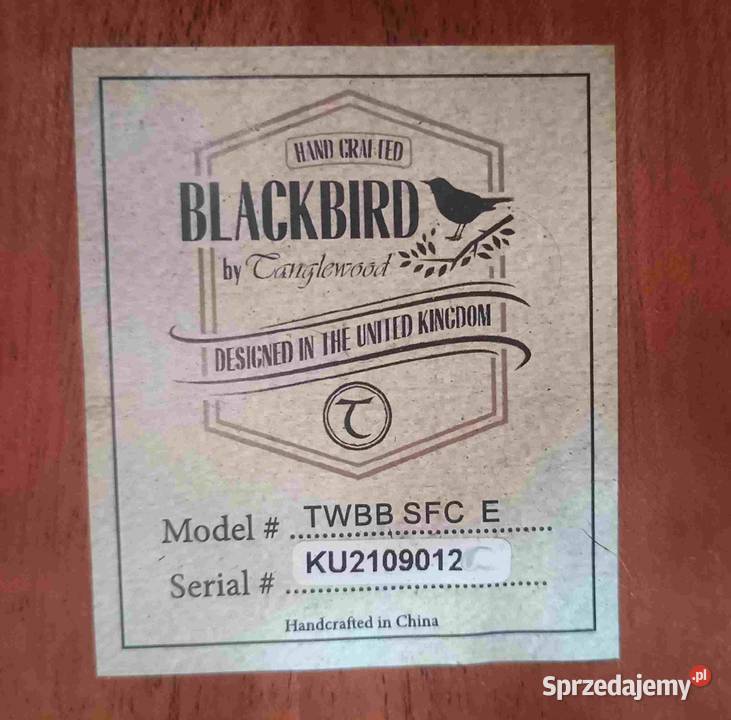 HAND CRAFTED
BLACKBIRD
by Tanglewood
DESIGNED IN THE UNITED KINGDOM
T
Model # TWBB SFC E
Serial # KU2109012
Handcrafted in China
Sprzedajemy.pl